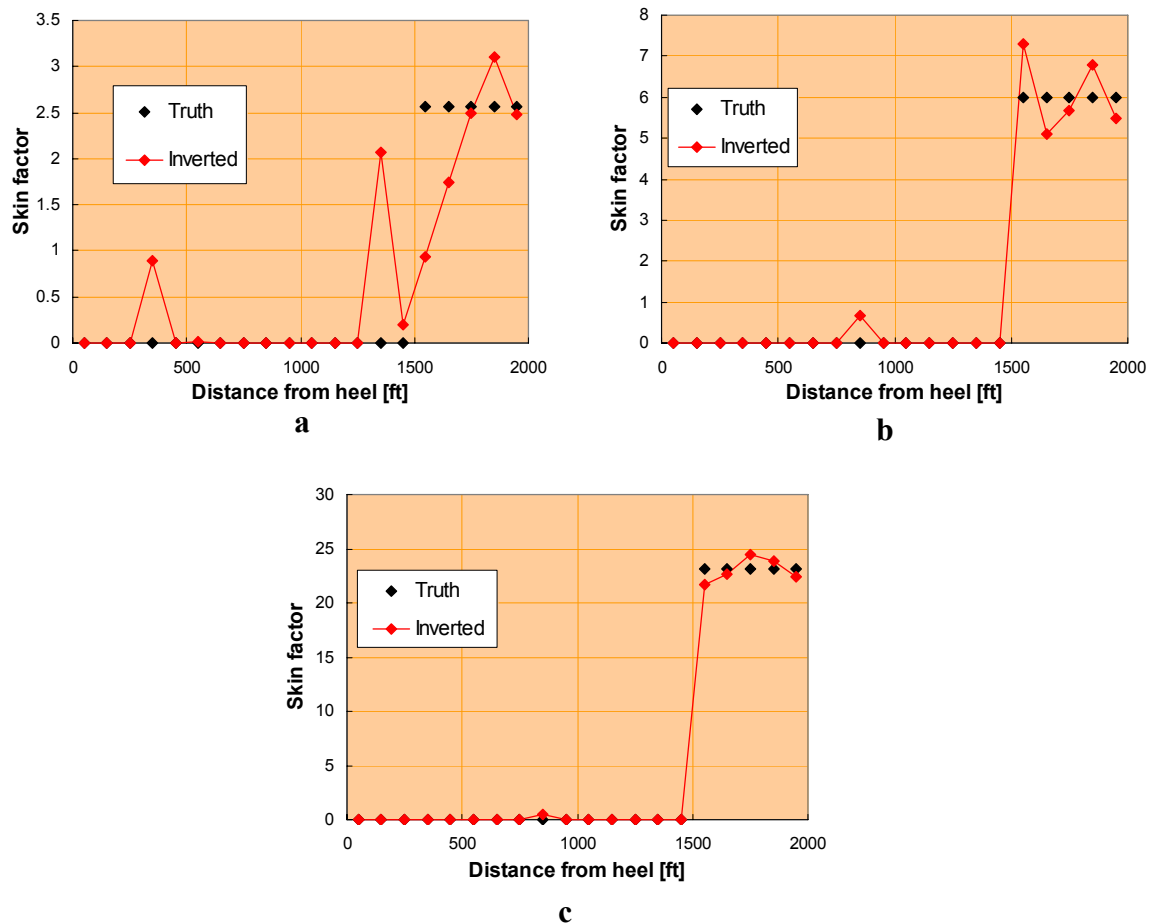 3.5
3
2.5
2
1.5
1
0.5
0
Skin factor
Truth
Inverted
0 500 1000 1500 2000
Distance from heel [ft]
a
8
7
6
5
4
3
2
1
0
Skin factor
Truth
Inverted
0 500 1000 1500 2000
Distance from heel [ft]
b
30
25
20
15
10
5
0
Skin factor
Truth
Inverted
0 500 1000 1500 2000
Distance from heel [ft]
c